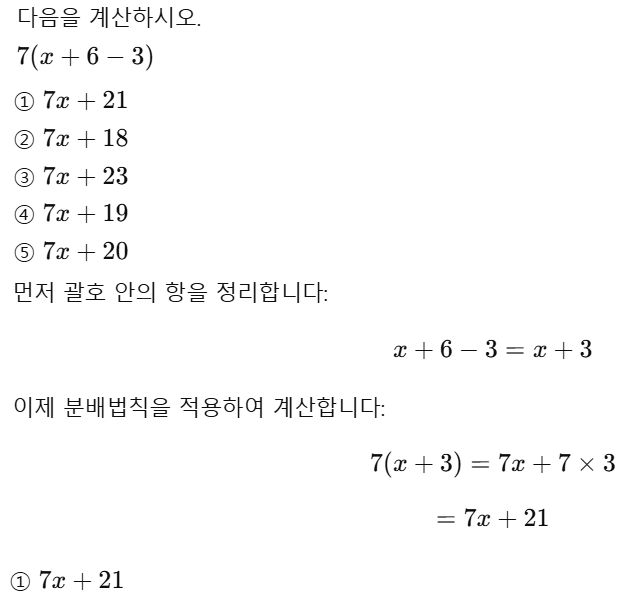 다음을 계산하시오.
7(x + 6 − 3)
① 7x + 21
② 7x + 18
③ 7x + 23
④ 7x + 19
⑤ 7x + 20
먼저 괄호 안의 항을 정리합니다:
x + 6 − 3 = x + 3
이제 분배법칙을 적용하여 계산합니다:
7(x + 3) = 7x + 7 × 3
= 7x + 21
① 7x + 21